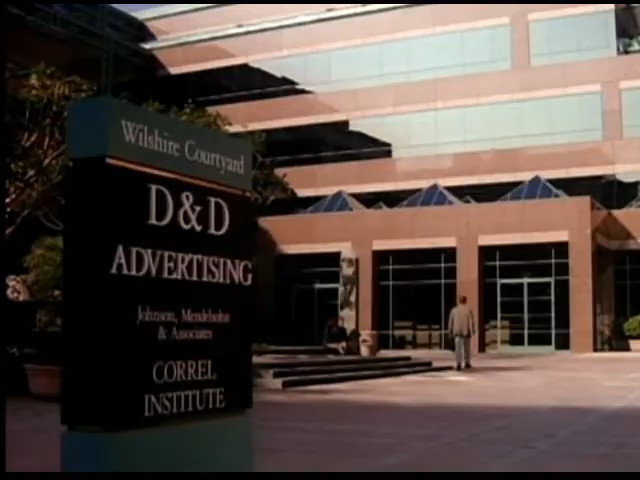 Wilshire Courtyard
D&D
ADVERTISING
Johnson, Mendelsohn
& Associates
CORREL
INSTITUTE